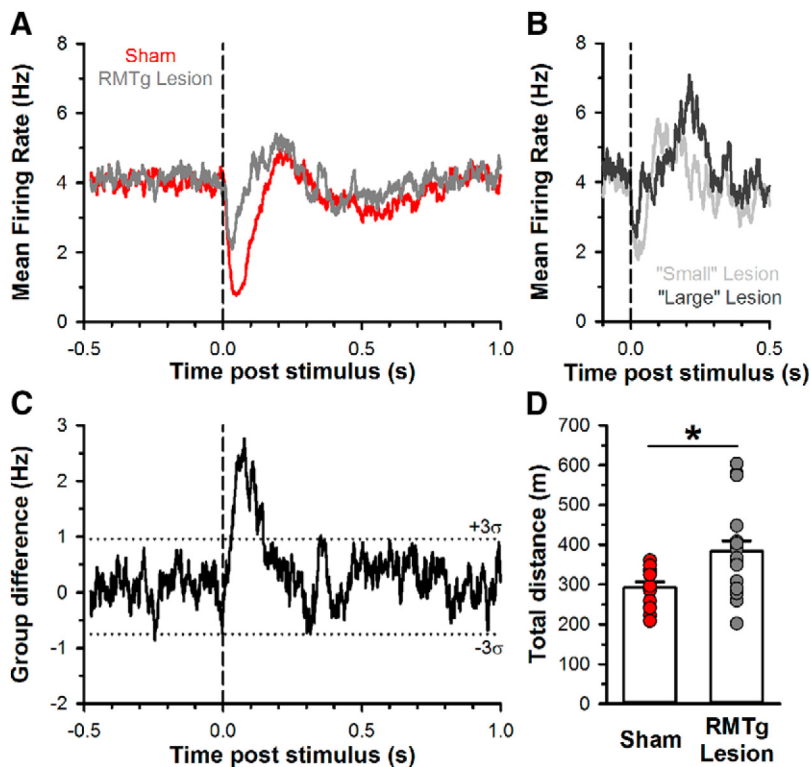 A
Sham
RMTg Lesion
Mean Firing Rate (Hz)
8
6
4
2
0
-0.5
0.0
0.5
1.0
Time post stimulus (s)
B
Mean Firing Rate (Hz)
8
6
4
2
0
"Small" Lesion
"Large" Lesion
0.0
0.5
Time post stimulus (s)
C
Group difference (Hz)
3
2
1
0
-1
-2
+3σ
-3σ
-0.5
0.0
0.5
1.0
Time post stimulus (s)
D
Total distance (m)
700
600
500
400
300
200
100
0
*
Sham
RMTg
Lesion